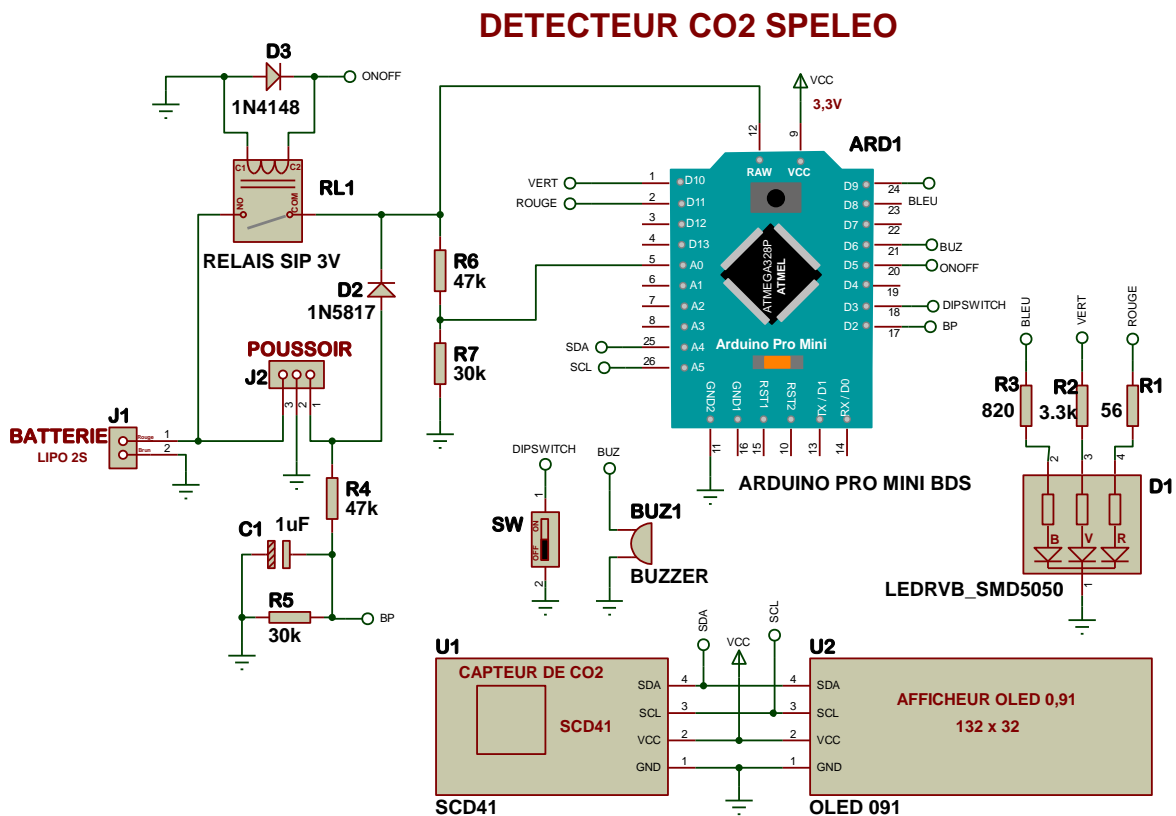 DETECTEUR CO2 SPELEO
D3
ONOFF
1N4148
VCC
3,3V
12
9
ARD1
C1
C2
RL1
NO
COM
RELAIS SIP 3V
RAW
VCC
VERT
1
D10
D9
24
BLEU
ROUGE
2
D11
D8
23
3
D12
D7
22
4
D13
D6
21
BUZ
5
A0
D5
20
ONOFF
6
A1
D4
19
7
A2
D3
18
DIPSWITCH
8
A3
D2
17
BP
SDA
25
A4
SCL
26
A5
ATMEGA328P
ATMEL
Arduino Pro Mini
GND2
GND1
RST1
RST2
TX / D1
RX / D0
11
16
15
10
13
14
ARDUINO PRO MINI BDS
R6
47k
D2
1N5817
R7
30k
POUSSOIR
J2
3
2
1
J1
BATTERIE
LIPO 2S
Rouge
1
Brun
2
R4
47k
C1
1uF
R5
30k
BP
DIPSWITCH
1
SW
ON
OFF
2
BUZ
BUZ1
BUZZER
BLEU
VERT
ROUGE
R3
820
R2
3.3k
R1
56
2
3
4
D1
B
V
R
1
LEDRVB_SMD5050
U1
CAPTEUR DE CO2
SCD41
SDA
4
SCL
3
VCC
2
GND
1
SCD41
SDA
VCC
SCL
U2
4
SDA
3
SCL
2
VCC
1
GND
AFFICHEUR OLED 0,91
132 x 32
OLED 091